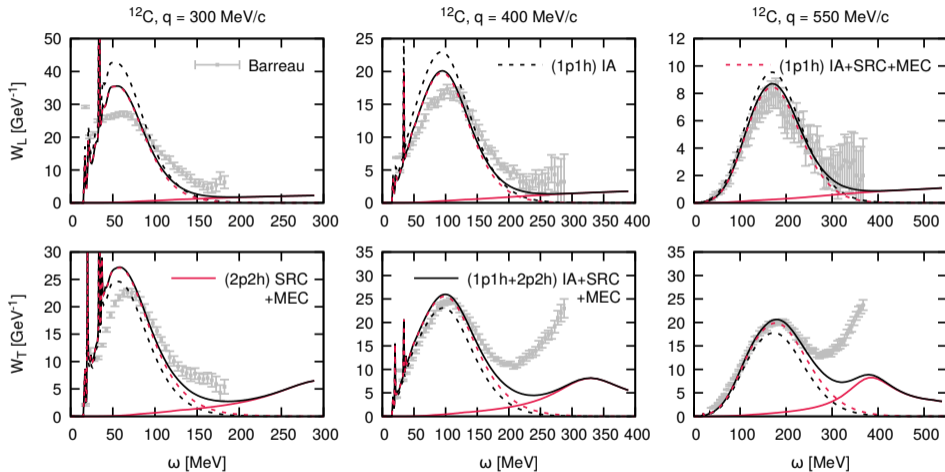 ¹²C, q = 300 MeV/c
¹²C, q = 400 MeV/c
¹²C, q = 550 MeV/c
W_L [GeV⁻¹]
50
40
30
20
10
0
Barreau
0 50 100 150 200 250 300
25
20
15
10
5
0
(1p1h) IA
0 50 100 150 200 250 300 350
12
10
8
6
4
2
0
(1p1h) IA+SRC+MEC
0 100 200 300 400 500
W_T [GeV⁻¹]
30
25
20
15
10
5
0
(2p2h) SRC
+MEC
0 50 100 150 200 250 300
ω [MeV]
35
30
25
20
15
10
5
0
(1p1h+2p2h) IA+SRC
+MEC
0 50 100 150 200 250 300 350
ω [MeV]
35
30
25
20
15
10
5
0
0 100 200 300 400 500
ω [MeV]